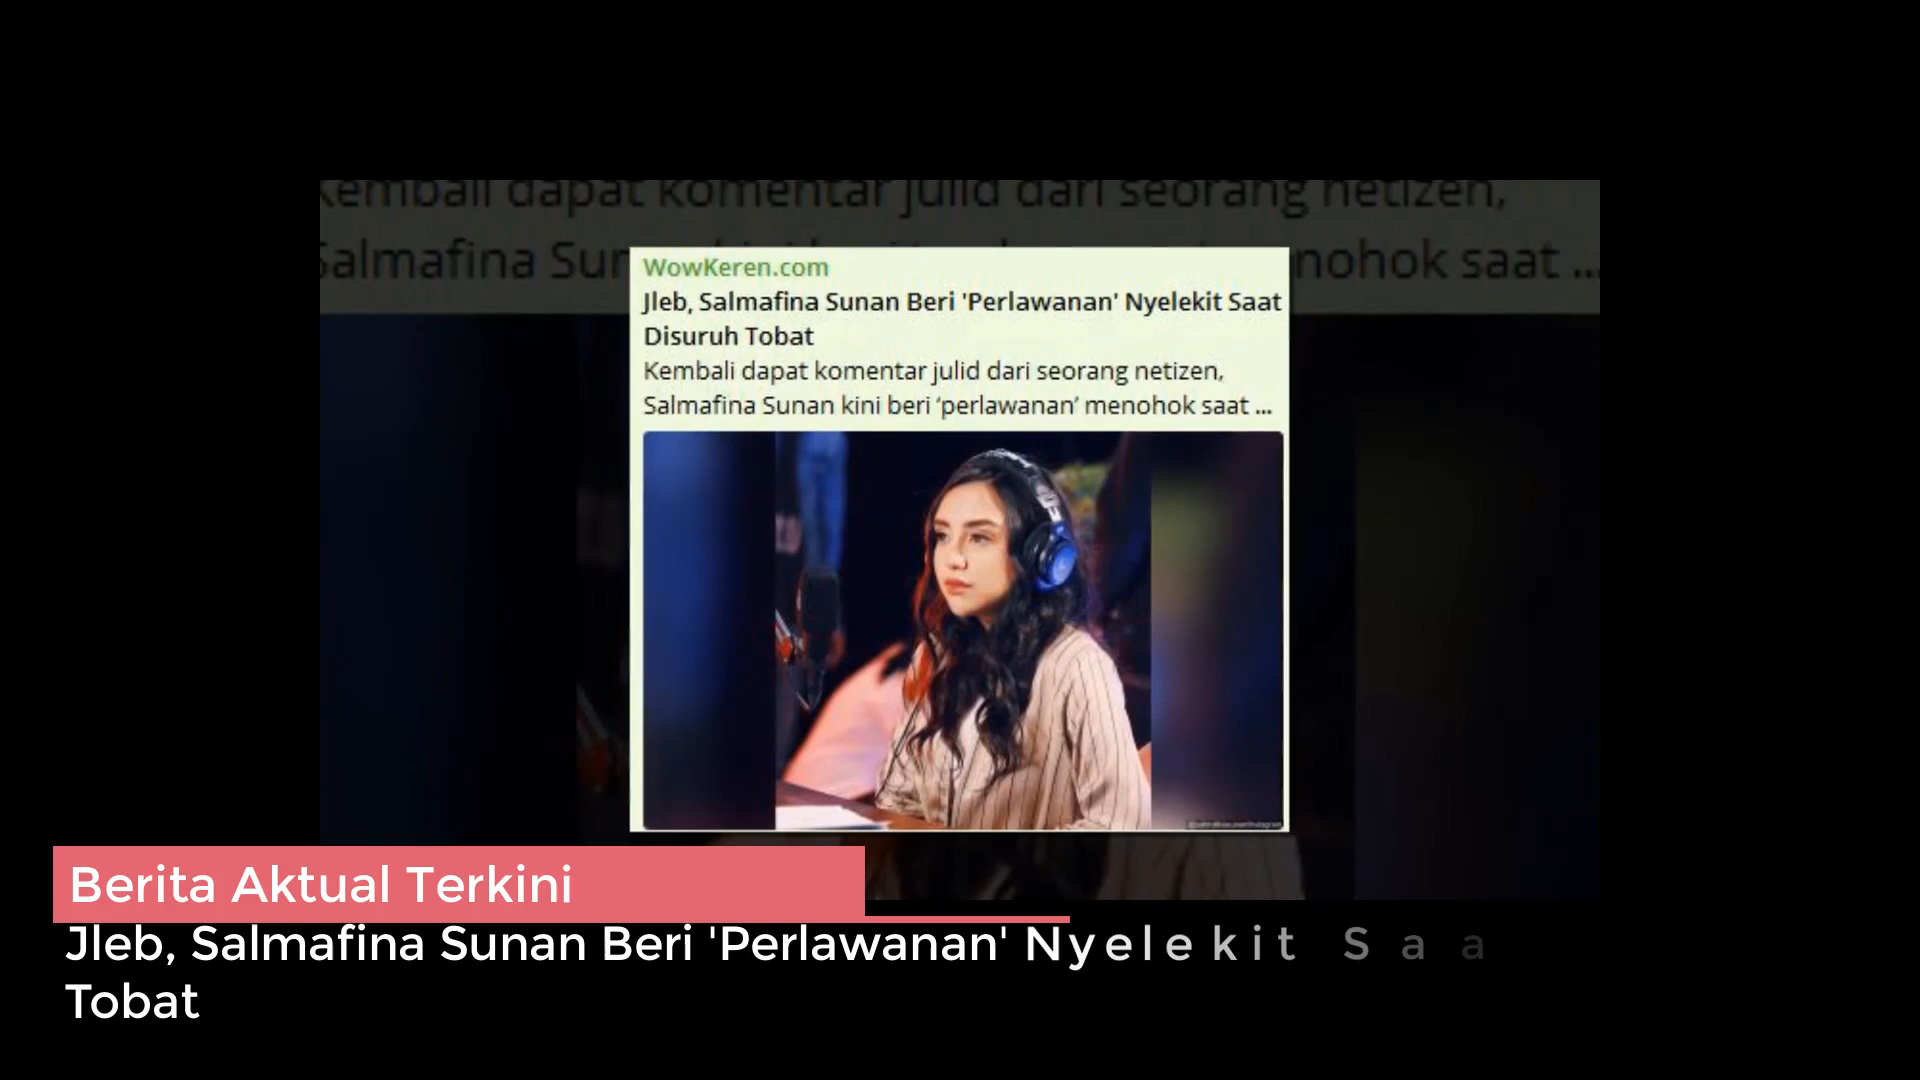 Kembali dapat komentar julid dari seorang netizen,
Salmafina Sun
nohok saat ...
WowKeren.com
Jleb, Salmafina Sunan Beri 'Perlawanan' Nyelekit Saat
Disuruh Tobat
Kembali dapat komentar julid dari seorang netizen,
Salmafina Sunan kini beri 'perlawanan' menohok saat ...
Berita Aktual Terkini
Jleb, Salmafina Sunan Beri 'Perlawanan' Nyelekit Saa
Tobat